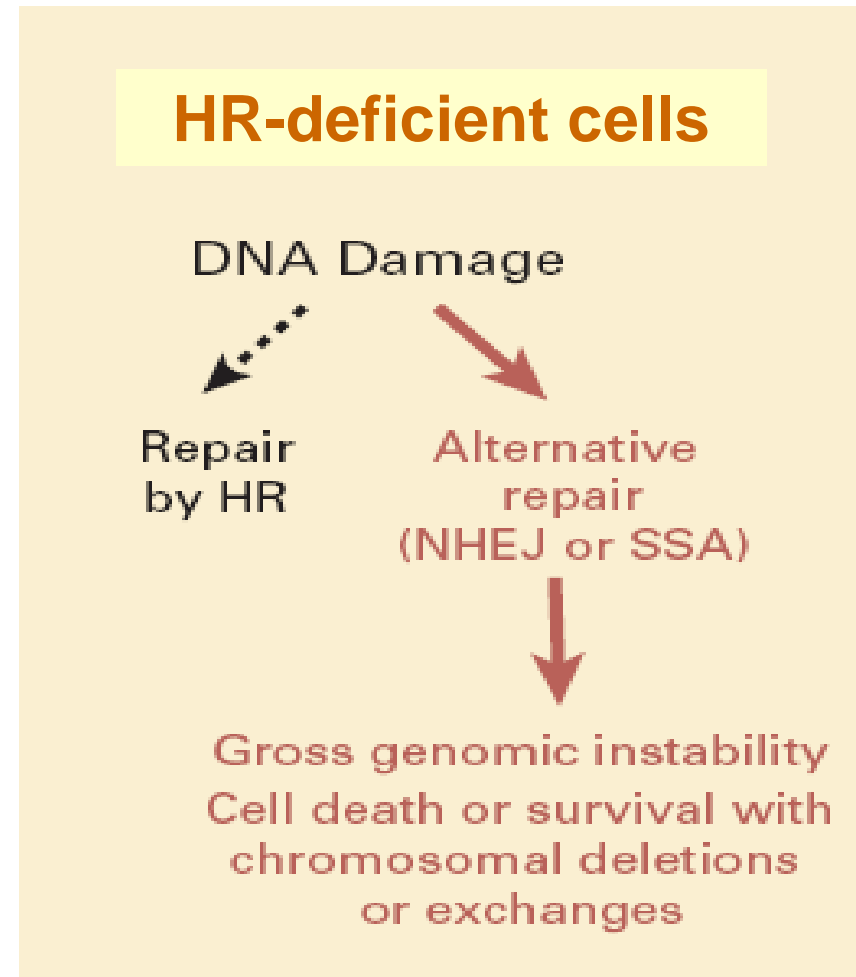 HR-deficient cells
DNA Damage
Repair
by HR
Alternative
repair
(NHEJ or SSA)
Gross genomic instability
Cell death or survival with
chromosomal deletions
or exchanges